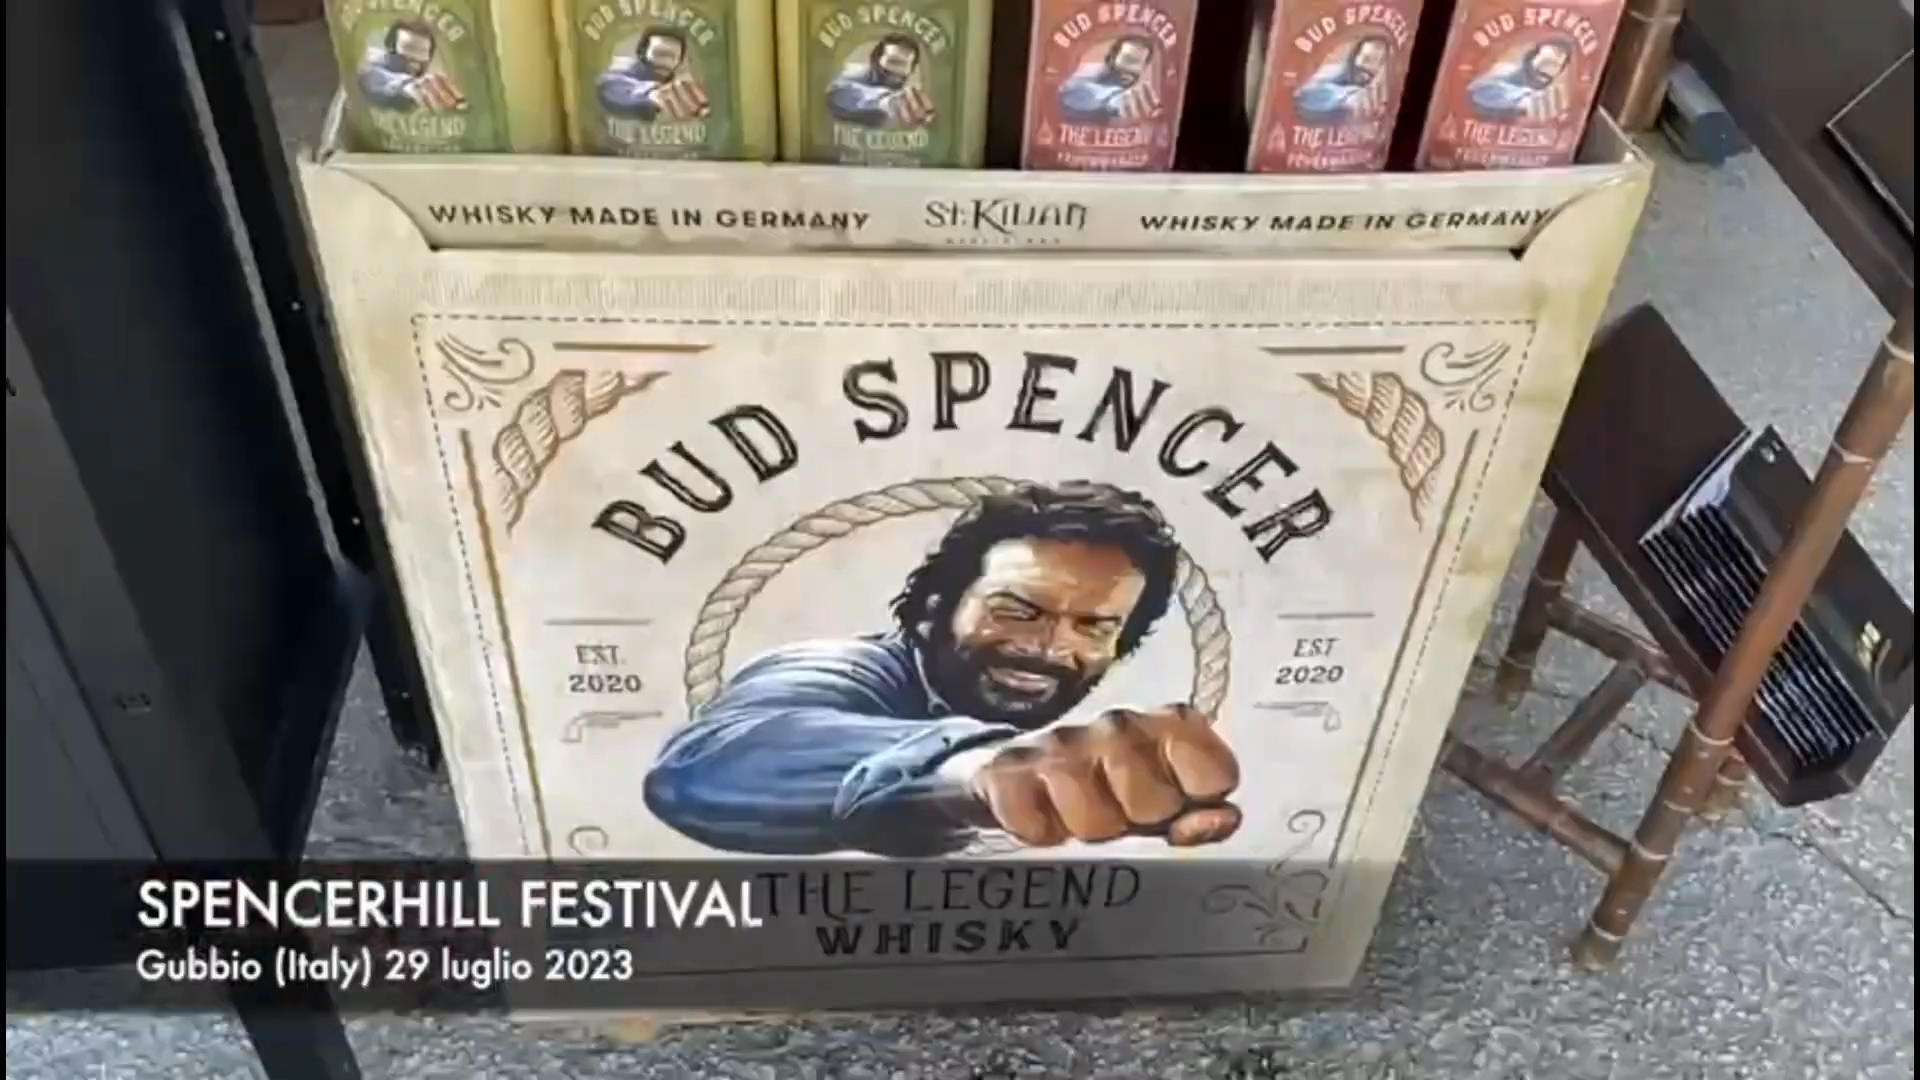 BUD SPENCER
THE LEGEND
BUD SPENCER
THE LEGEND
BUD SPENCER
THE LEGEND
BUD SPENCER
THE LEGEND
BUD SPENCER
THE LEGEND
BUD SPENCER
THE LEGEND
WHISKY MADE IN GERMANY St. KILIAN WHISKY MADE IN GERMANY
BUD SPENCER
EST. 2020
EST 2020
THE LEGEND
WHISKY
SPENCERHILL FESTIVAL
Gubbio (Italy) 29 luglio 2023